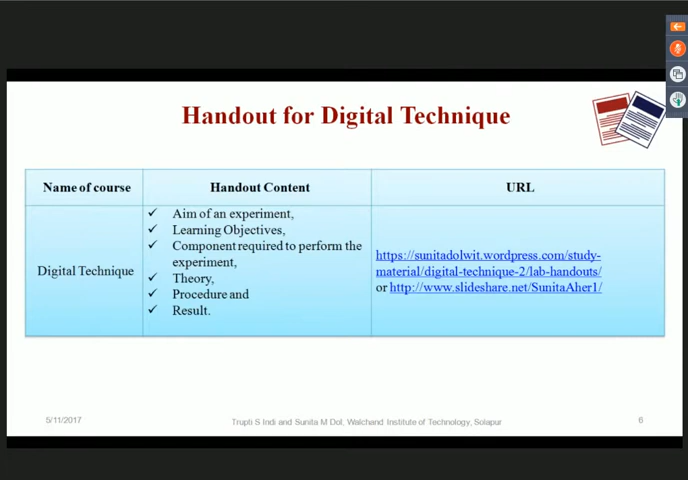 Handout for Digital Technique
Name of course
Handout Content
URL
Digital Technique
✓ Aim of an experiment,
✓ Learning Objectives,
✓ Component required to perform the
experiment,
✓ Theory,
✓ Procedure and
✓ Result.
https://sunitadolwit.wordpress.com/study-
material/digital-technique-2/lab-handouts/
or http://www.slideshare.net/SunitaAher1/
5/11/2017
Trupti S Indi and Sunita M Dol, Walchand Institute of Technology, Solapur
6